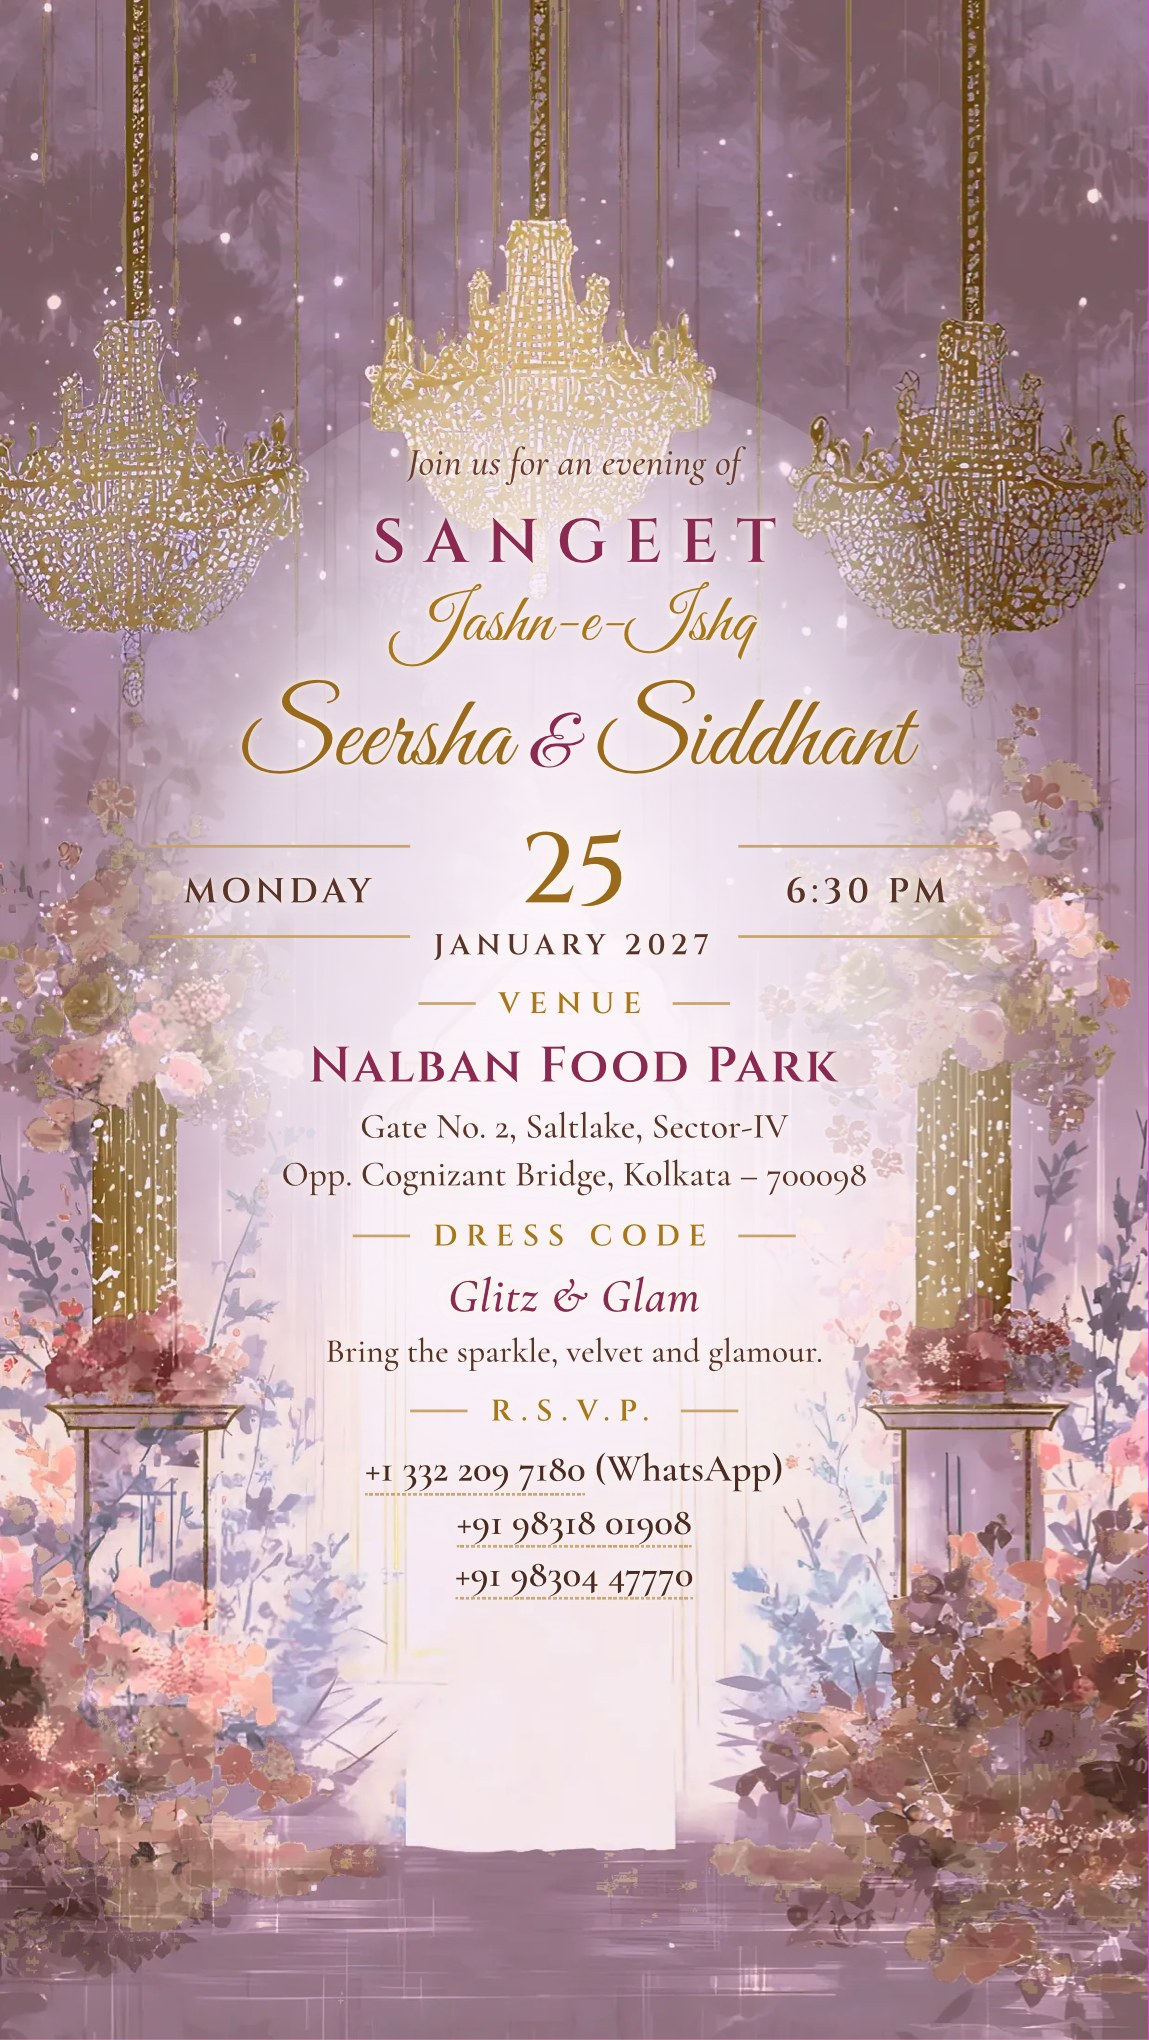 Join us for an evening of
SANGEET
Jashn-e-Ishq
Seersha & Siddhant
MONDAY
25
6:30 PM
JANUARY 2027
VENUE
NALBAN FOOD PARK
Gate No. 2, Saltlake, Sector-IV
Opp. Cognizant Bridge, Kolkata – 700098
DRESS CODE
Glitz & Glam
Bring the sparkle, velvet and glamour.
R.S.V.P.
+1 332 209 7180 (WhatsApp)
+91 98318 01908
+91 98304 47770